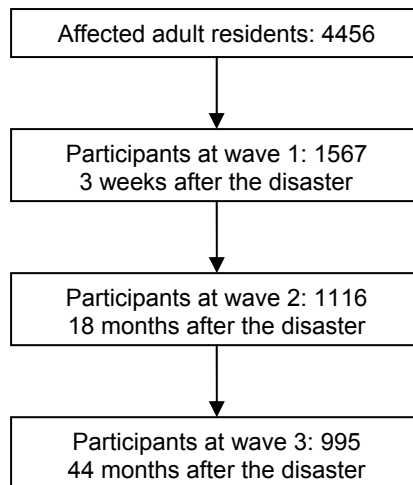 Affected adult residents: 4456
Participants at wave 1: 1567
3 weeks after the disaster
Participants at wave 2: 1116
18 months after the disaster
Participants at wave 3: 995
44 months after the disaster